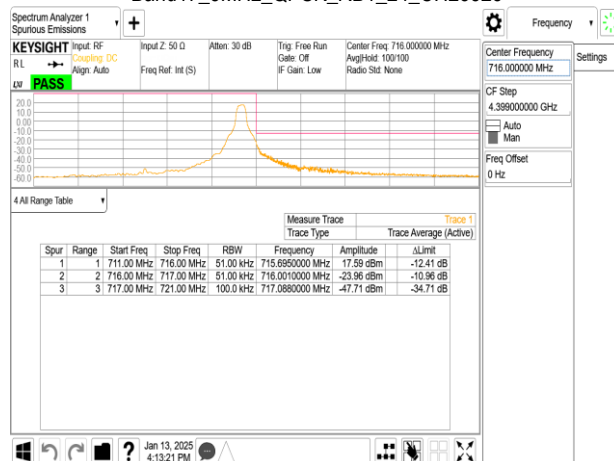 Spectrum Analyzer 1
Spurious Emissions
Frequency
Settings
KEYSIGHT
R L
PASS
Input: RF
Coupling: DC
Align: Auto
Input Z: 50 Ω
Freq Ref: Int (S)
Atten: 30 dB
Trig: Free Run
Gate: Off
IF Gain: Low
Center Freq: 716.000000 MHz
Avg|Hold: 100/100
Radio Std: None
Center Frequency
716.000000 MHz
CF Step
4.399000000 GHz
Auto
Man
Freq Offset
0 Hz
20.0
10.0
0.00
-10.0
-20.0
-30.0
-40.0
-50.0
-60.0
4 All Range Table
Measure Trace Trace 1
Trace Type Trace Average (Active)
Spur Range Start Freq Stop Freq RBW Frequency Amplitude ΔLimit
1 1 711.00 MHz 716.00 MHz 51.00 kHz 715.6950000 MHz 17.59 dBm -12.41 dB
2 2 716.00 MHz 717.00 MHz 51.00 kHz 716.0010000 MHz -23.96 dBm -10.96 dB
3 3 717.00 MHz 721.00 MHz 100.0 kHz 717.0880000 MHz -47.71 dBm -34.71 dB
?
Jan 13, 2025
4:13:21 PM